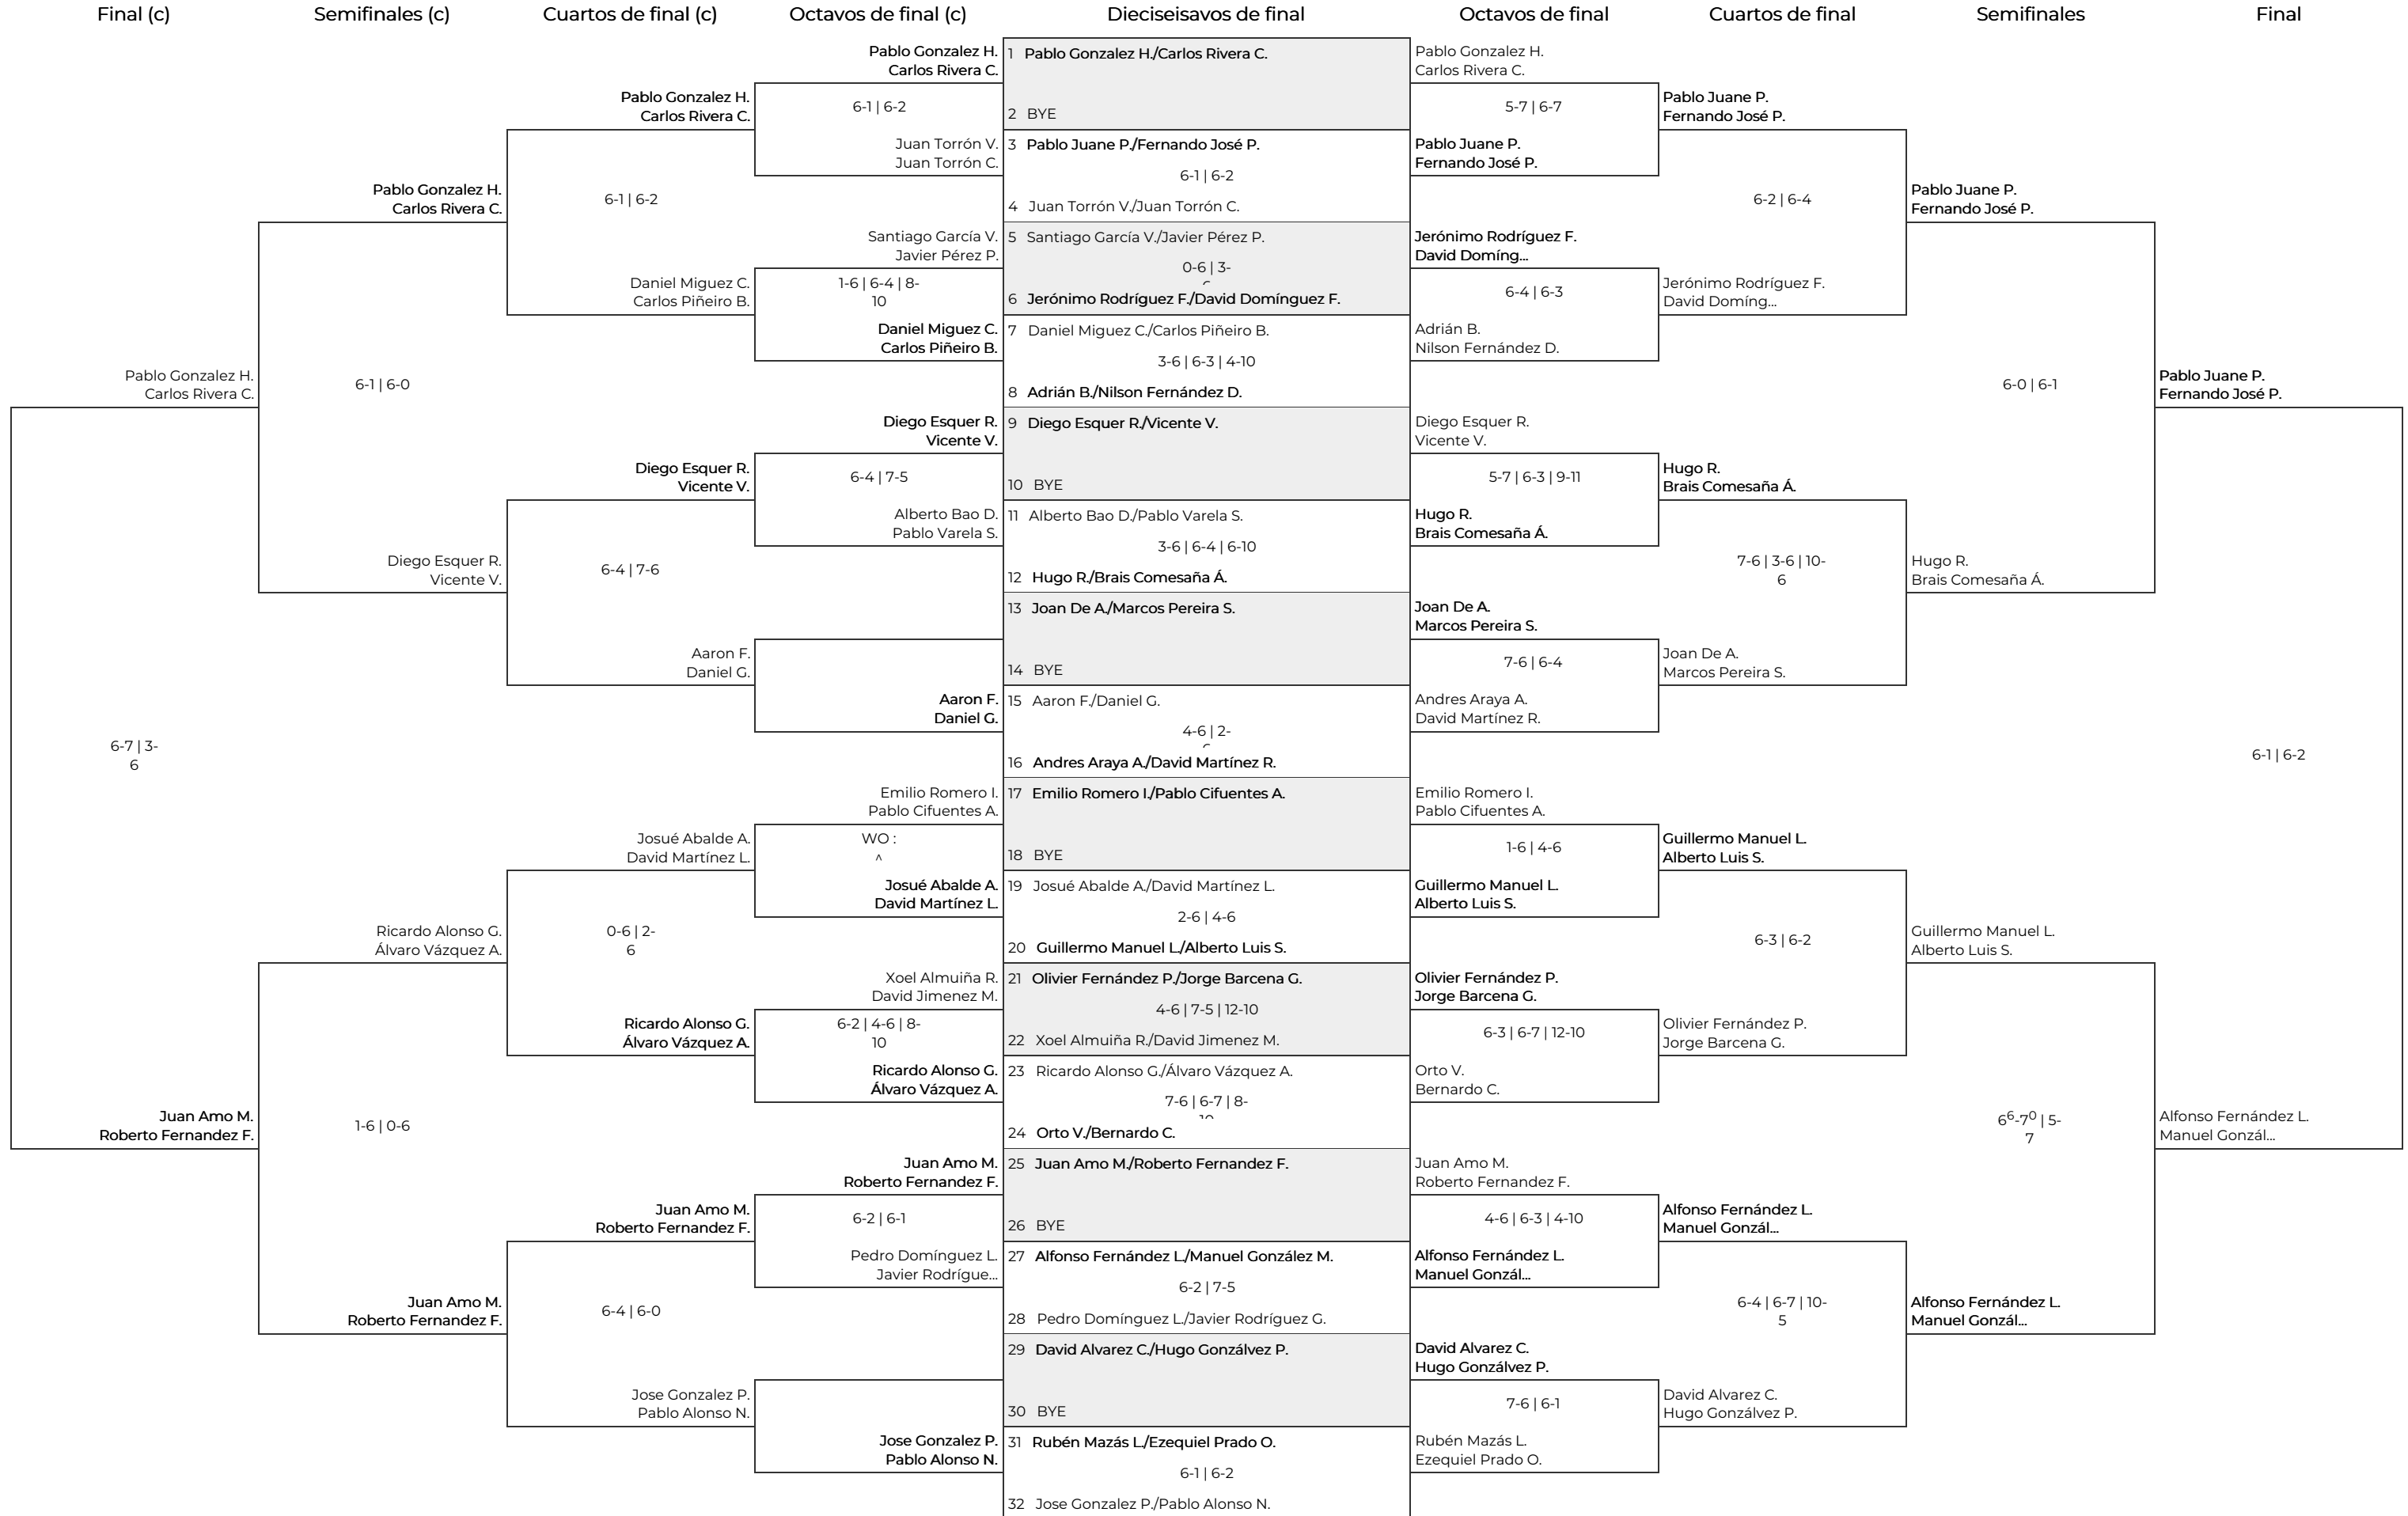 Final (c)
Semifinales (c)
Cuartos de final (c)
Octavos de final (c)
Dieciseisavos de final
Octavos de final
Cuartos de final
Semifinales
Final
Pablo Gonzalez H.
Carlos Rivera C.
6-7 | 3-
6
Juan Amo M.
Roberto Fernandez F.
Pablo Gonzalez H.
Carlos Rivera C.
6-1 | 6-0
Diego Esquer R.
Vicente V.
Ricardo Alonso G.
Álvaro Vázquez A.
1-6 | 0-6
Juan Amo M.
Roberto Fernandez F.
Pablo Gonzalez H.
Carlos Rivera C.
6-1 | 6-2
Daniel Miguez C.
Carlos Piñeiro B.
Diego Esquer R.
Vicente V.
6-4 | 7-6
Aaron F.
Daniel G.
Josué Abalde A.
David Martínez L.
0-6 | 2-
6
Ricardo Alonso G.
Álvaro Vázquez A.
Juan Amo M.
Roberto Fernandez F.
6-4 | 6-0
Jose Gonzalez P.
Pablo Alonso N.
Pablo Gonzalez H.
Carlos Rivera C.
6-1 | 6-2
Juan Torrón V.
Juan Torrón C.
Santiago García V.
Javier Pérez P.
1-6 | 6-4 | 8-
10
Daniel Miguez C.
Carlos Piñeiro B.
Diego Esquer R.
Vicente V.
6-4 | 7-5
Alberto Bao D.
Pablo Varela S.
Aaron F.
Daniel G.
Emilio Romero I.
Pablo Cifuentes A.
WO :
^
Josué Abalde A.
David Martínez L.
Xoel Almuiña R.
David Jimenez M.
6-2 | 4-6 | 8-
10
Ricardo Alonso G.
Álvaro Vázquez A.
Juan Amo M.
Roberto Fernandez F.
6-2 | 6-1
Pedro Domínguez L.
Javier Rodrígue...
Jose Gonzalez P.
Pablo Alonso N.
1 Pablo Gonzalez H./Carlos Rivera C.
2 BYE
3 Pablo Juane P./Fernando José P.
6-1 | 6-2
4 Juan Torrón V./Juan Torrón C.
5 Santiago García V./Javier Pérez P.
0-6 | 3-
6 Jerónimo Rodríguez F./David Domínguez F.
7 Daniel Miguez C./Carlos Piñeiro B.
3-6 | 6-3 | 4-10
8 Adrián B./Nilson Fernández D.
9 Diego Esquer R./Vicente V.
10 BYE
11 Alberto Bao D./Pablo Varela S.
3-6 | 6-4 | 6-10
12 Hugo R./Brais Comesaña Á.
13 Joan De A./Marcos Pereira S.
14 BYE
15 Aaron F./Daniel G.
4-6 | 2-
16 Andres Araya A./David Martínez R.
17 Emilio Romero I./Pablo Cifuentes A.
18 BYE
19 Josué Abalde A./David Martínez L.
2-6 | 4-6
20 Guillermo Manuel L./Alberto Luis S.
21 Olivier Fernández P./Jorge Barcena G.
4-6 | 7-5 | 12-10
22 Xoel Almuiña R./David Jimenez M.
23 Ricardo Alonso G./Álvaro Vázquez A.
7-6 | 6-7 | 8-
24 Orto V./Bernardo C.
25 Juan Amo M./Roberto Fernandez F.
26 BYE
27 Alfonso Fernández L./Manuel González M.
6-2 | 7-5
28 Pedro Domínguez L./Javier Rodríguez G.
29 David Alvarez C./Hugo Gonzálvez P.
30 BYE
31 Rubén Mazás L./Ezequiel Prado O.
6-1 | 6-2
32 Jose Gonzalez P./Pablo Alonso N.
Pablo Gonzalez H.
Carlos Rivera C.
5-7 | 6-7
Pablo Juane P.
Fernando José P.
Jerónimo Rodríguez F.
David Domíng...
6-4 | 6-3
Adrián B.
Nilson Fernández D.
Diego Esquer R.
Vicente V.
5-7 | 6-3 | 9-11
Hugo R.
Brais Comesaña Á.
Joan De A.
Marcos Pereira S.
7-6 | 6-4
Andres Araya A.
David Martínez R.
Emilio Romero I.
Pablo Cifuentes A.
1-6 | 4-6
Guillermo Manuel L.
Alberto Luis S.
Olivier Fernández P.
Jorge Barcena G.
6-3 | 6-7 | 12-10
Orto V.
Bernardo C.
Juan Amo M.
Roberto Fernandez F.
4-6 | 6-3 | 4-10
Alfonso Fernández L.
Manuel Gonzál...
David Alvarez C.
Hugo Gonzálvez P.
7-6 | 6-1
Rubén Mazás L.
Ezequiel Prado O.
Pablo Juane P.
Fernando José P.
6-2 | 6-4
Jerónimo Rodríguez F.
David Domíng...
Hugo R.
Brais Comesaña Á.
7-6 | 3-6 | 10-
6
Joan De A.
Marcos Pereira S.
Guillermo Manuel L.
Alberto Luis S.
6-3 | 6-2
Olivier Fernández P.
Jorge Barcena G.
Alfonso Fernández L.
Manuel Gonzál...
6-4 | 6-7 | 10-
5
David Alvarez C.
Hugo Gonzálvez P.
Pablo Juane P.
Fernando José P.
6-0 | 6-1
Hugo R.
Brais Comesaña Á.
Guillermo Manuel L.
Alberto Luis S.
6⁶-7⁰ | 5-
7
Alfonso Fernández L.
Manuel Gonzál...
Pablo Juane P.
Fernando José P.
6-1 | 6-2
Alfonso Fernández L.
Manuel Gonzál...